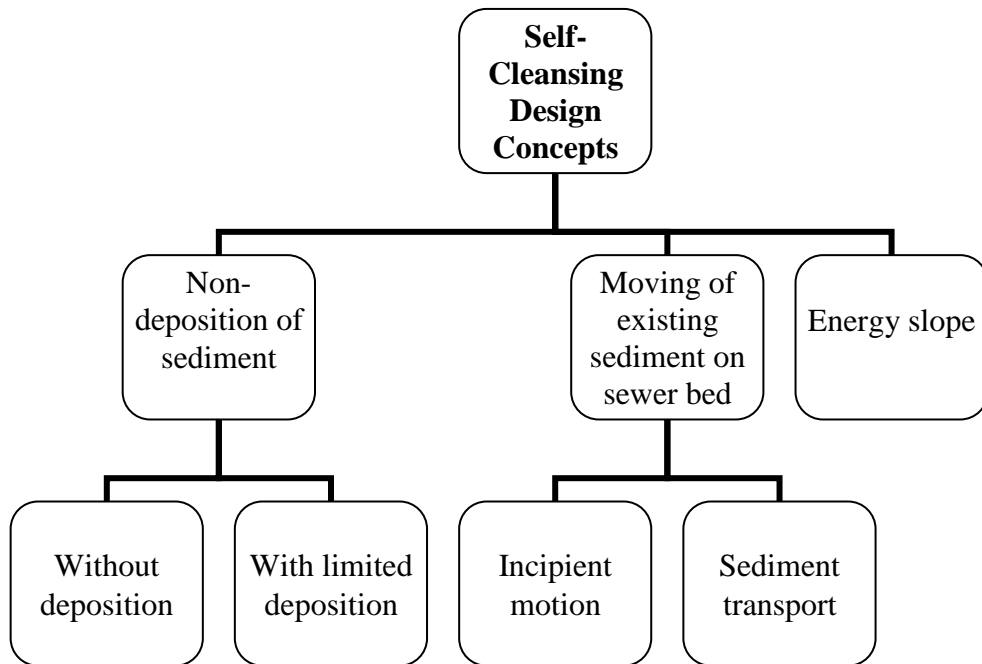 Self-
Cleansing
Design
Concepts
Non-
deposition of
sediment
Moving of
existing
sediment on
sewer bed
Energy slope
Without
deposition
With limited
deposition
Incipient
motion
Sediment
transport